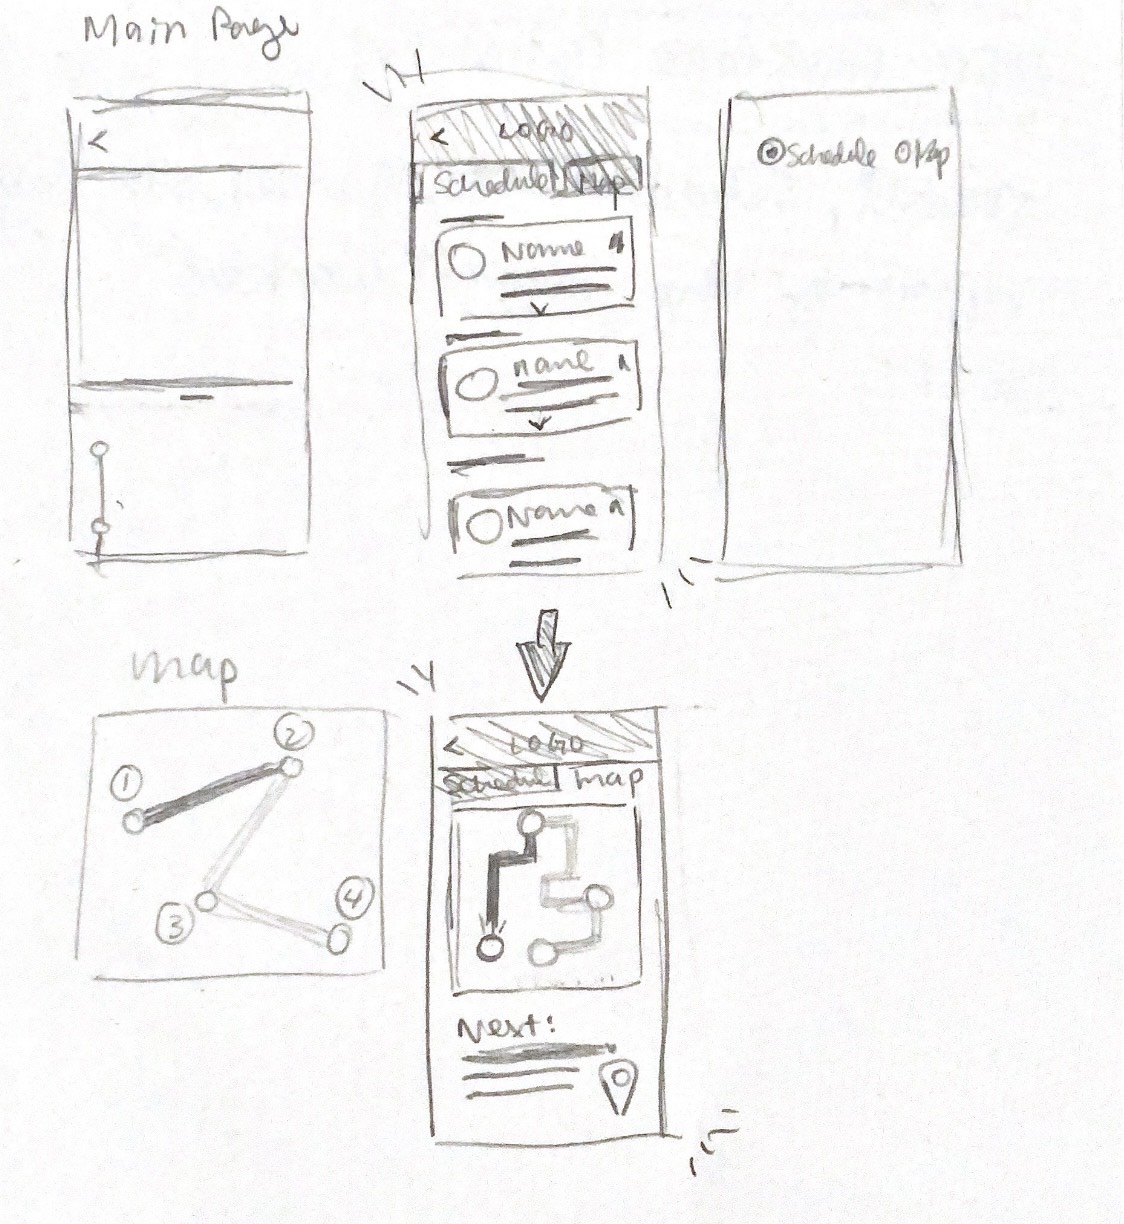 Main Page
<
< LOGO
Schedule Map
Name
name
Name
Schedule Map
map
1
2
3
4
< LOGO
Schedule map
Next: